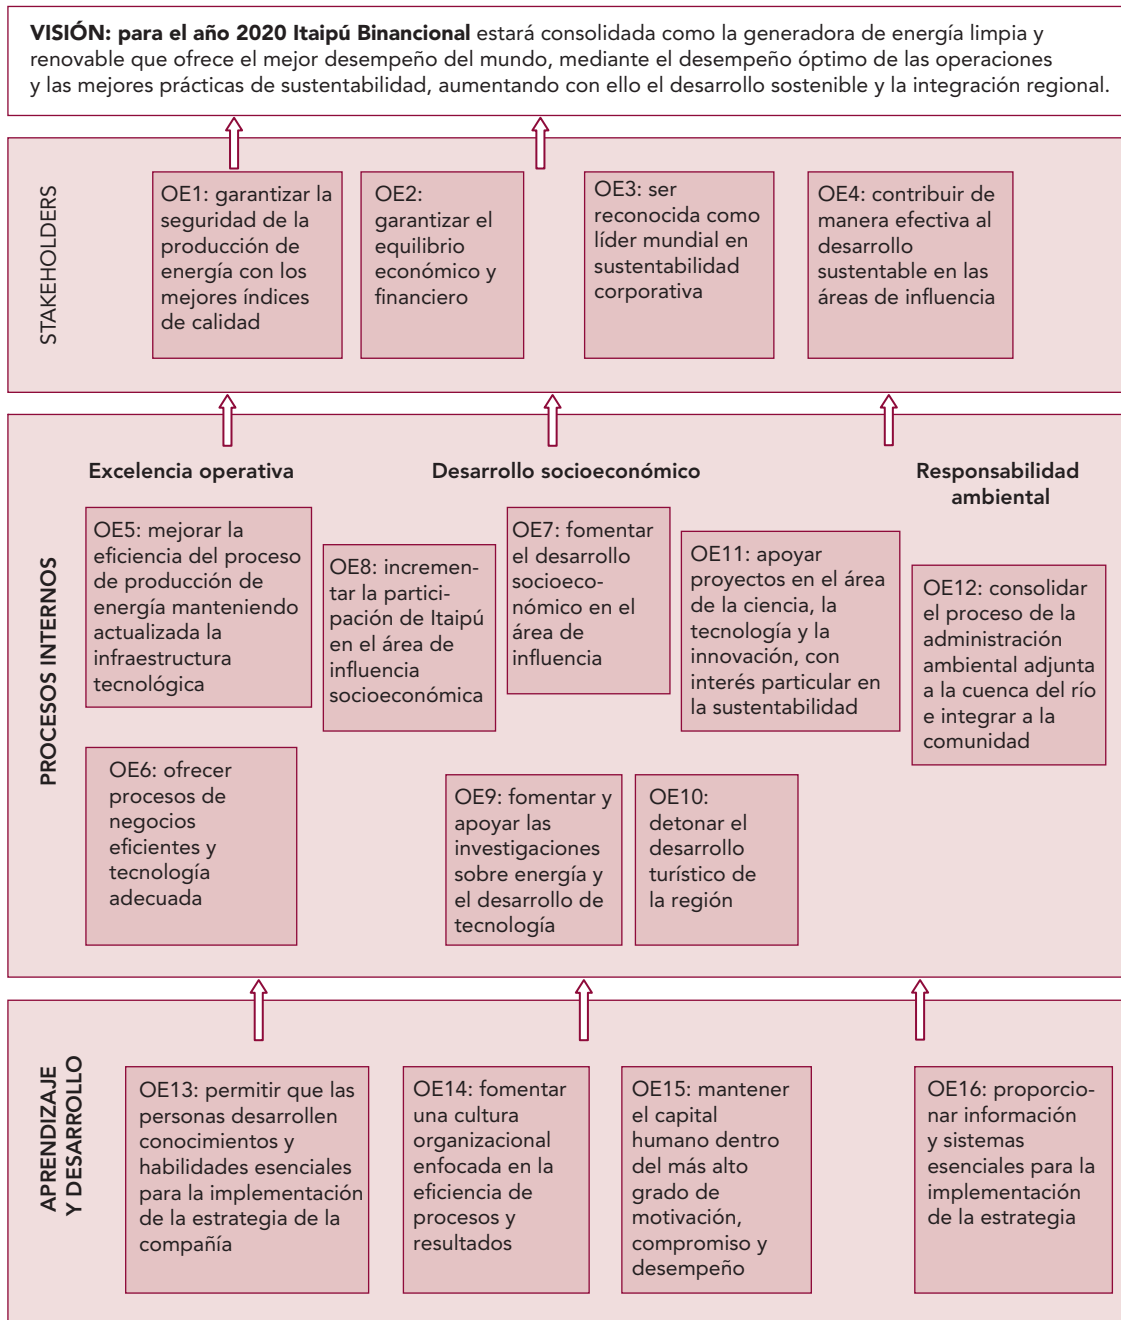 VISIÓN: para el año 2020 Itaipú Binancional estará consolidada como la generadora de energía limpia y
renovable que ofrece el mejor desempeño del mundo, mediante el desempeño óptimo de las operaciones
y las mejores prácticas de sustentabilidad, aumentando con ello el desarrollo sostenible y la integración regional.
STAKEHOLDERS
OE1: garantizar la
seguridad de la
producción de
energía con los
mejores índices
de calidad
OE2:
garantizar el
equilibrio
económico y
financiero
OE3: ser
reconocida como
líder mundial en
sustentabilidad
corporativa
OE4: contribuir de
manera efectiva al
desarrollo
sustentable en las
áreas de influencia
PROCESOS INTERNOS
Excelencia operativa
Desarrollo socioeconómico
Responsabilidad
ambiental
OE5: mejorar la
eficiencia del proceso
de producción de
energía manteniendo
actualizada la
infraestructura
tecnológica
OE8: incremen-
tar la partici-
pación de Itaipú
en el área de
influencia
socioeconómica
OE7: fomentar
el desarrollo
socioeco-
nómico en el
área de
influencia
OE11: apoyar
proyectos en el área
de la ciencia, la
tecnología y la
innovación, con
interés particular en
la sustentabilidad
OE12: consolidar
el proceso de la
administración
ambiental adjunta
a la cuenca del río
e integrar a la
comunidad
OE6: ofrecer
procesos de
negocios
eficientes y
tecnología
adecuada
OE9: fomentar y
apoyar las
investigaciones
sobre energía y
el desarrollo de
tecnología
OE10:
detonar el
desarrollo
turístico de
la región
APRENDIZAJE
Y DESARROLLO
OE13: permitir que las
personas desarrollen
conocimientos y
habilidades esenciales
para la implementación
de la estrategia de la
compañía
OE14: fomentar
una cultura
organizacional
enfocada en la
eficiencia de
procesos y
resultados
OE15: mantener
el capital
humano dentro
del más alto
grado de
motivación,
compromiso y
desempeño
OE16: proporcio-
nar información
y sistemas
esenciales para la
implementación
de la estrategia